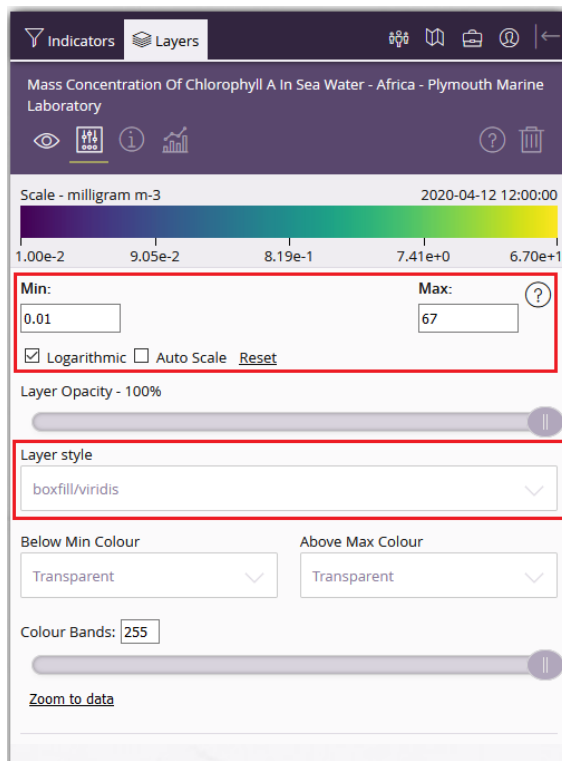 Indicators Layers
Mass Concentration Of Chlorophyll A In Sea Water - Africa - Plymouth Marine
Laboratory
Scale - milligram m-3 2020-04-12 12:00:00
1.00e-2 9.05e-2 8.19e-1 7.41e+0 6.70e+1
Min: Max:
0.01 67
Logarithmic Auto Scale Reset
Layer Opacity - 100%
Layer style
boxfill/viridis
Below Min Colour Above Max Colour
Transparent Transparent
Colour Bands: 255
Zoom to data